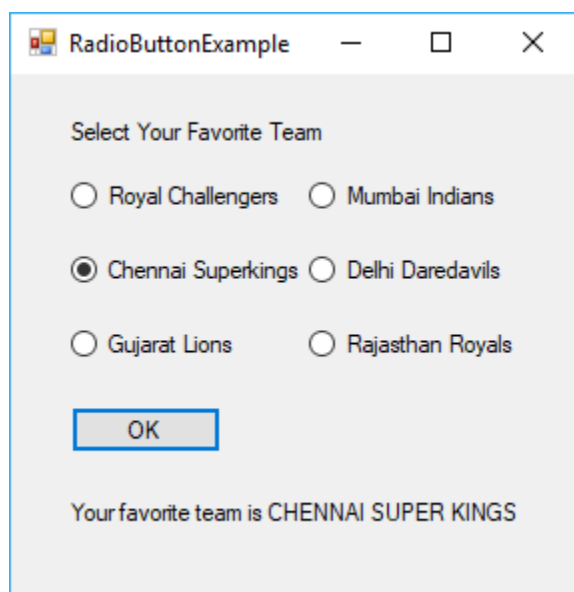 RadioButtonExample
Select Your Favorite Team
Royal Challengers Mumbai Indians
Chennai Superkings Delhi Daredavils
Gujarat Lions Rajasthan Royals
OK
Your favorite team is CHENNAI SUPER KINGS